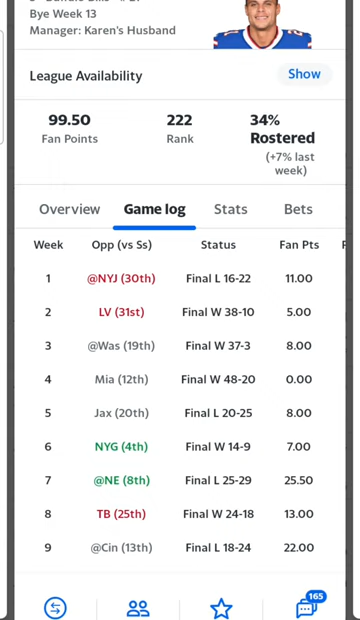 Bye Week 13
Manager: Karen's Husband
League Availability
Show
99.50 222 34%
Fan Points Rank Rostered
(+7% last
week)
Overview Game log Stats Bets
Week Opp (vs Ss) Status Fan Pts
1 @NYJ (30th) Final L 16-22 11.00
2 LV (31st) Final W 38-10 5.00
3 @Was (19th) Final W 37-3 8.00
4 Mia (12th) Final W 48-20 0.00
5 Jax (20th) Final L 20-25 8.00
6 NYG (4th) Final W 14-9 7.00
7 @NE (8th) Final L 25-29 25.50
8 TB (25th) Final W 24-18 13.00
9 @Cin (13th) Final L 18-24 22.00
165